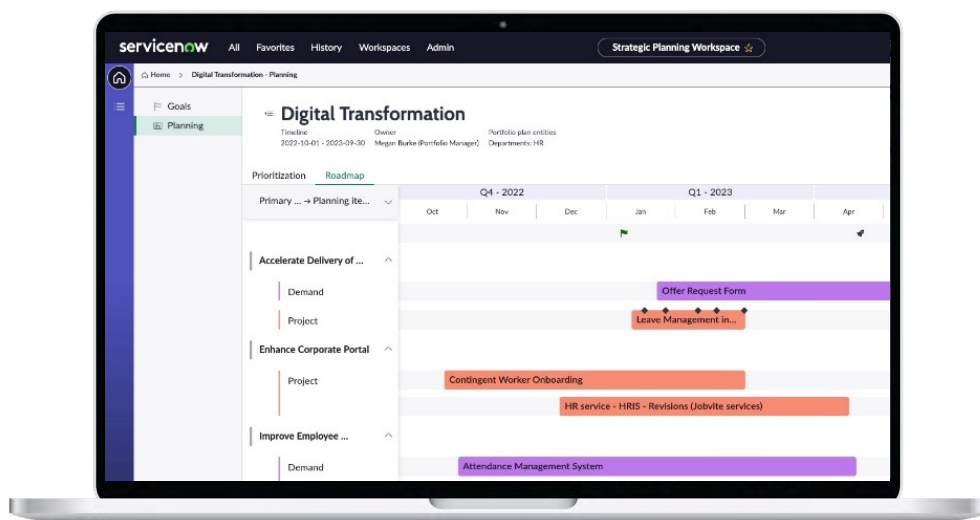 servicenow All Favorites History Workspaces Admin Strategic Planning Workspace
Home > Digital Transformation - Planning
Goals
Planning
Digital Transformation
Timeline Owner Portfolio plan entities
2022-10-01 - 2023-09-30 Megan Burke (Portfolio Manager) Departments: HR
Prioritization Roadmap
Primary ... → Planning ite...
Q4 - 2022 Q1 - 2023
Oct Nov Dec Jan Feb Mar Apr
Accelerate Delivery of ...
Demand Offer Request Form
Project Leave Management in...
Enhance Corporate Portal
Project Contingent Worker Onboarding
HR service - HRIS - Revisions (Jobvite services)
Improve Employee ...
Demand Attendance Management System